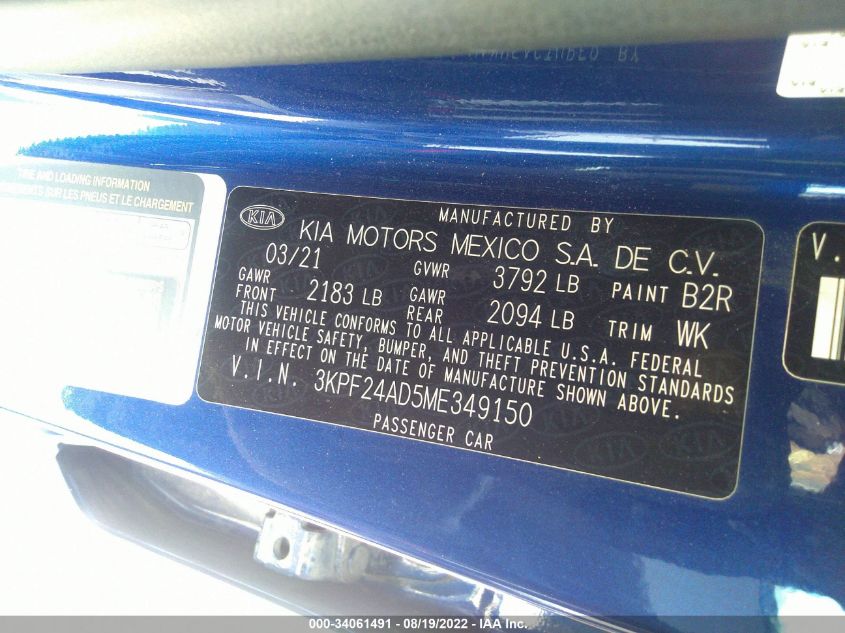 MANUFACTURED BY
TIRE AND LOADING INFORMATION
RENSEIGNEMENTS SUR LES PNEUS ET LE CHARGEMENT
KIA
MANUFACTURED BY
KIA MOTORS MEXICO S.A. DE C.V.
03/21 GVWR 3792 LB PAINT B2R
GAWR FRONT 2183 LB GAWR REAR 2094 LB TRIM WK
THIS VEHICLE CONFORMS TO ALL APPLICABLE U.S.A. FEDERAL
MOTOR VEHICLE SAFETY, BUMPER, AND THEFT PREVENTION STANDARDS
IN EFFECT ON THE DATE OF MANUFACTURE SHOWN ABOVE.
V.I.N. 3KPF24AD5ME349150
PASSENGER CAR
V.
000-34061491 - 08/19/2022 - IAA Inc.